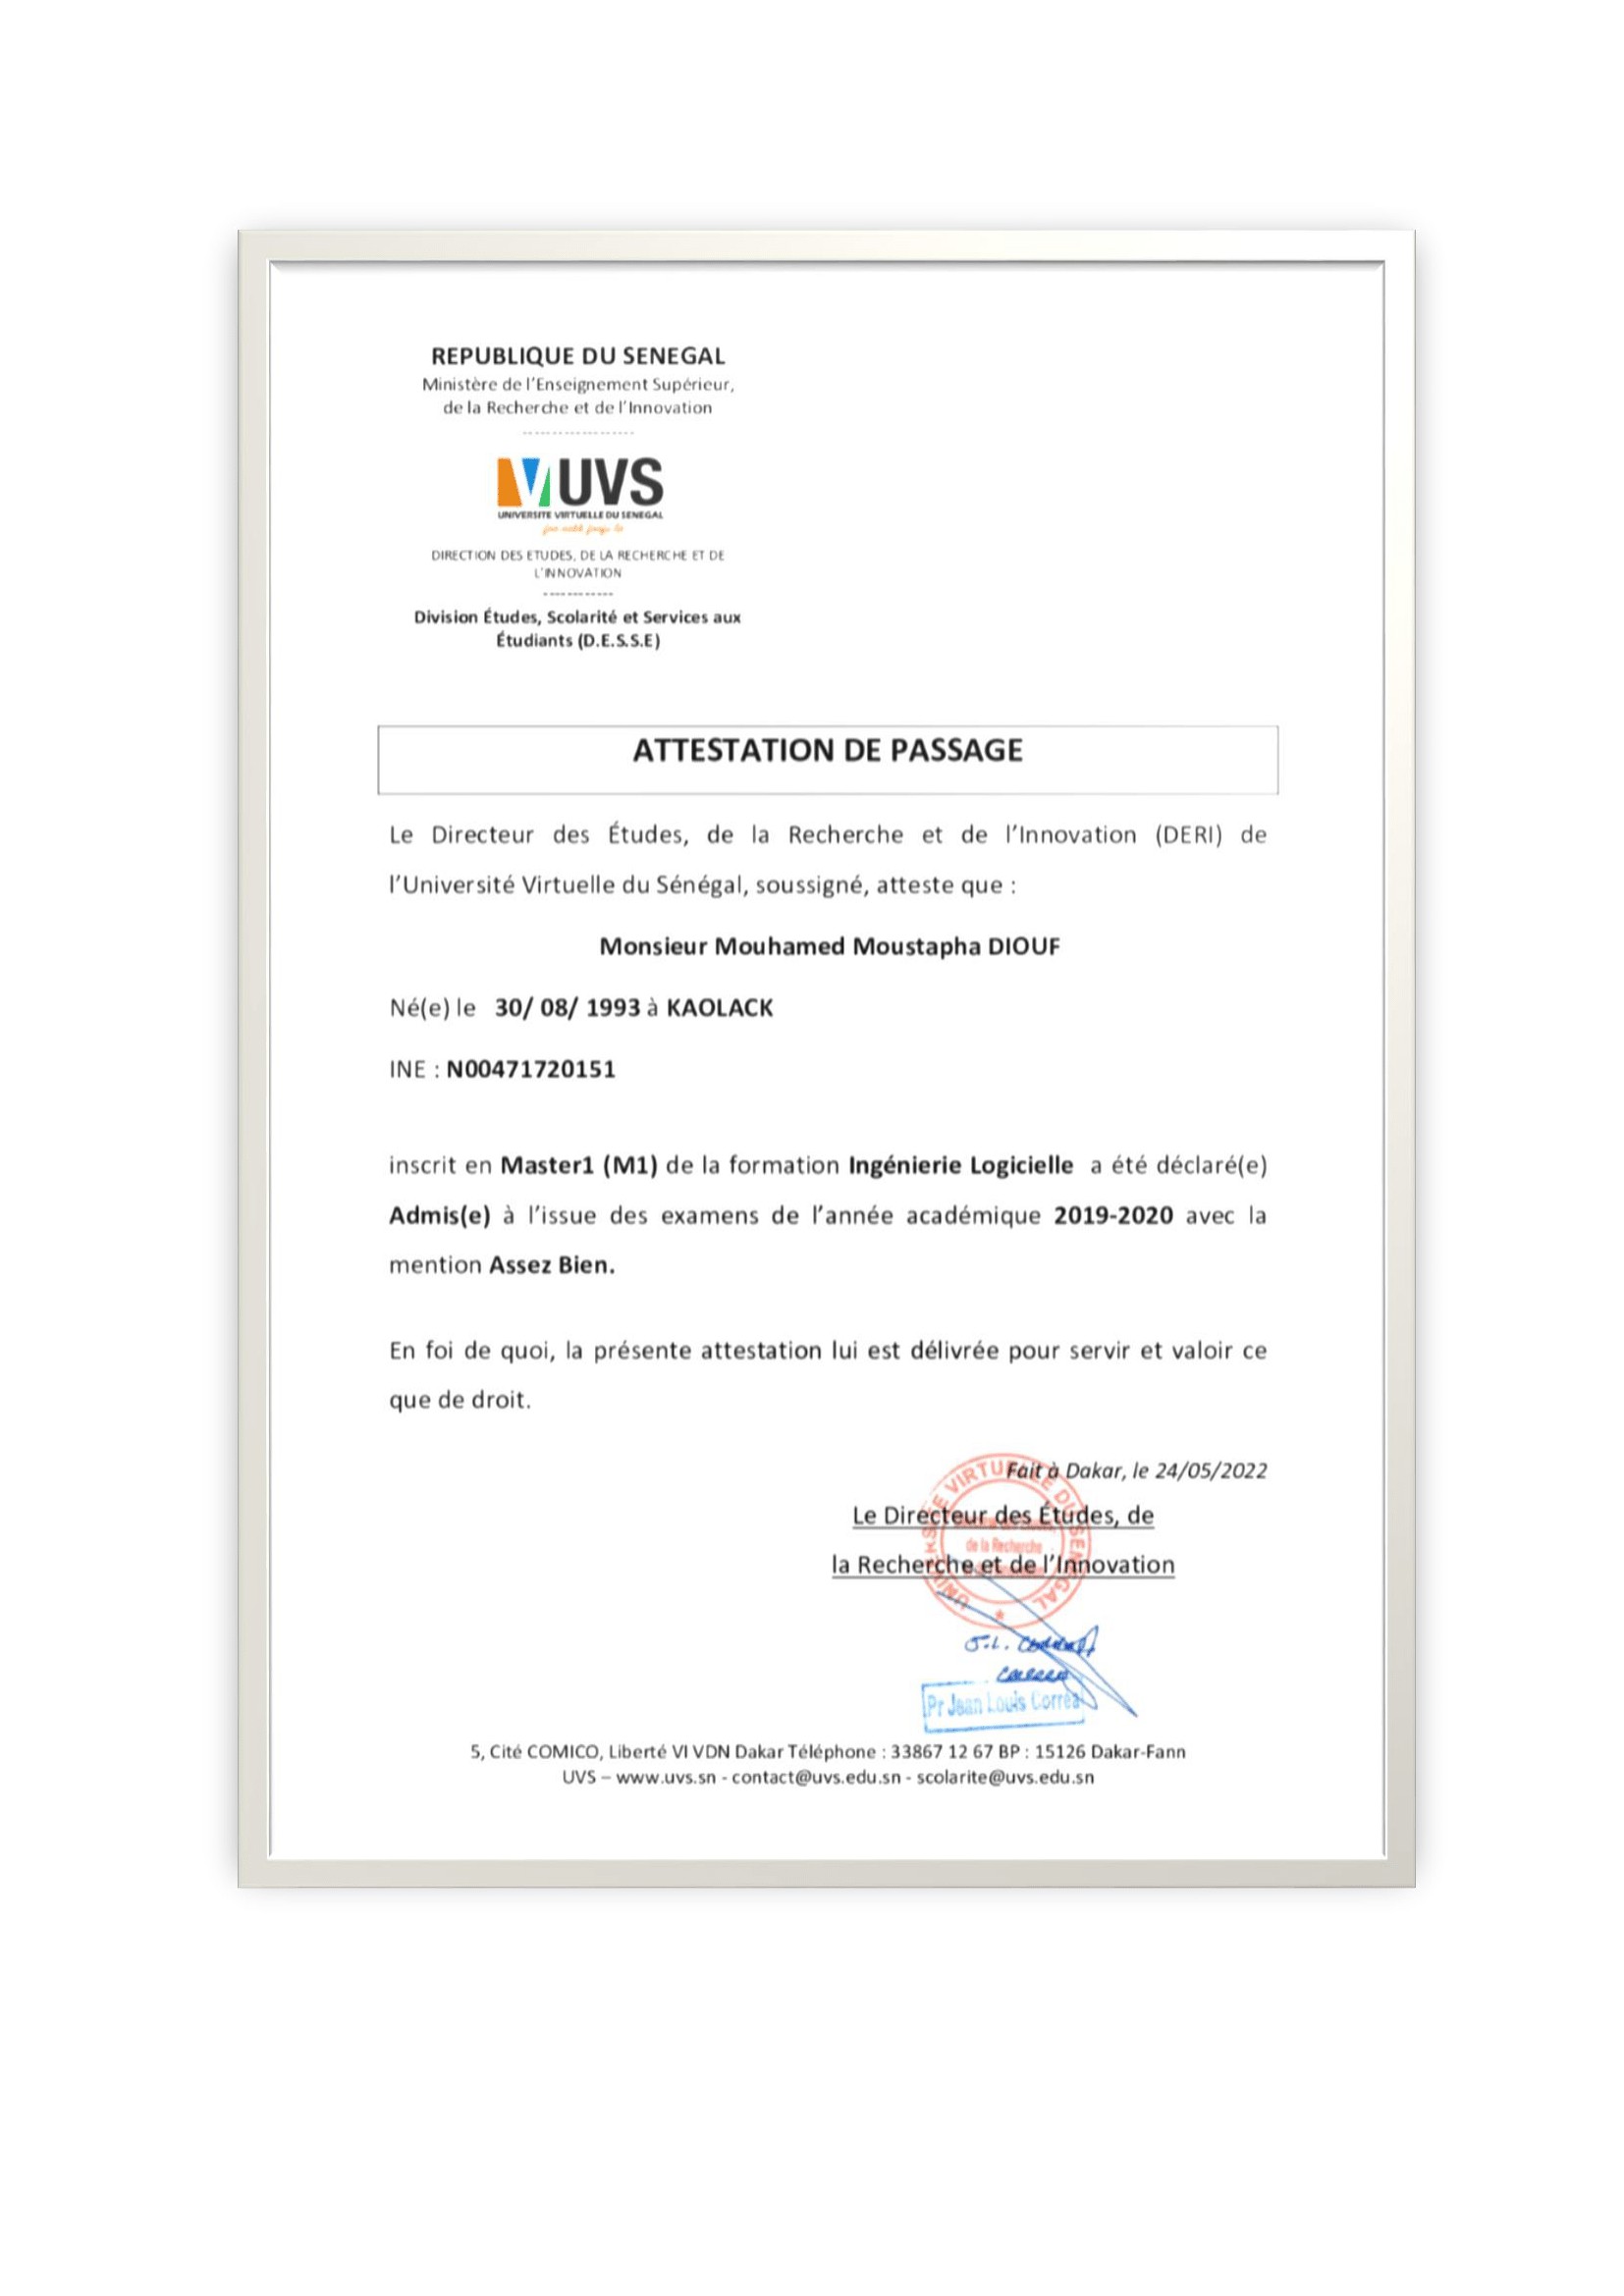 REPUBLIQUE DU SENEGAL
Ministère de l'Enseignement Supérieur,
de la Recherche et de l'Innovation
-------------------
UVS
UNIVERSITE VIRTUELLE DU SENEGAL
DIRECTION DES ETUDES, DE LA RECHERCHE ET DE
L'INNOVATION
------------
Division Études, Scolarité et Services aux
Étudiants (D.E.S.S.E)
ATTESTATION DE PASSAGE
Le Directeur des Études, de la Recherche et de l'Innovation (DERI) de
l'Université Virtuelle du Sénégal, soussigné, atteste que :
Monsieur Mouhamed Moustapha DIOUF
Né(e) le 30/ 08/ 1993 à KAOLACK
INE : N00471720151
inscrit en Master1 (M1) de la formation Ingénierie Logicielle a été déclaré(e)
Admis(e) à l'issue des examens de l'année académique 2019-2020 avec la
mention Assez Bien.
En foi de quoi, la présente attestation lui est délivrée pour servir et valoir ce
que de droit.
Fait à Dakar, le 24/05/2022
UNIVERSITE VIRTUELLE DU SENEGAL
Le Directeur des Études, de
de la Recherche
la Recherche et de l'Innovation
J.L.
Pr Jean Louis Corréa
5, Cité COMICO, Liberté VI VDN Dakar Téléphone : 33867 12 67 BP : 15126 Dakar-Fann
UVS – www.uvs.sn - contact@uvs.edu.sn - scolarite@uvs.edu.sn